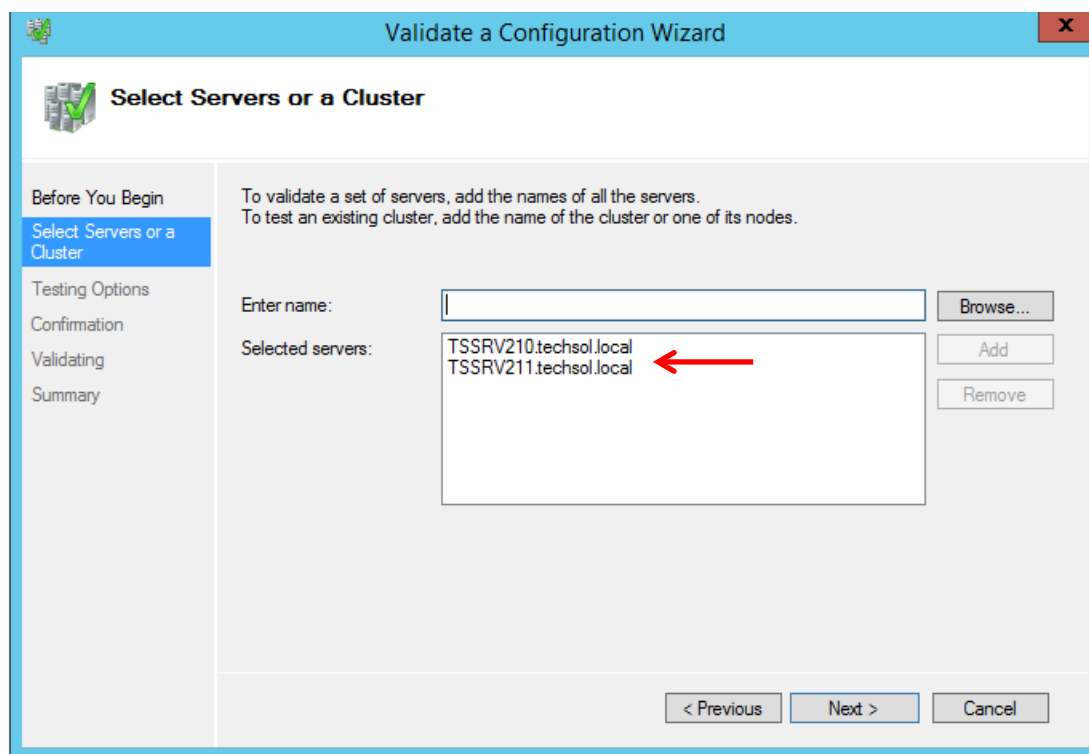 Validate a Configuration Wizard
x
Select Servers or a Cluster
Before You Begin
Select Servers or a
Cluster
Testing Options
Confirmation
Validating
Summary
To validate a set of servers, add the names of all the servers.
To test an existing cluster, add the name of the cluster or one of its nodes.
Enter name:
Browse...
Selected servers:
TSSRV210.techsol.local
TSSRV211.techsol.local
Add
Remove
< Previous
Next >
Cancel